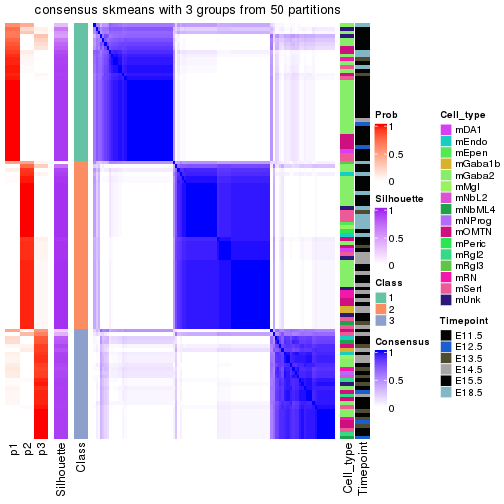 consensus skmeans with 3 groups from 50 partitions
p1
p2
p3
Silhouette
Class
Cell_type
Timepoint
Prob
1
0.5
0
Silhouette
1
0.5
0
Class
1
2
3
Consensus
1
0.5
0
Cell_type
mDA1
mEndo
mEpen
mGaba1b
mGaba2
mMgl
mNbL2
mNbML4
mNProg
mOMTN
mPeric
mRgl2
mRgl3
mRN
mSert
mUnk
Timepoint
E11.5
E12.5
E13.5
E14.5
E15.5
E18.5